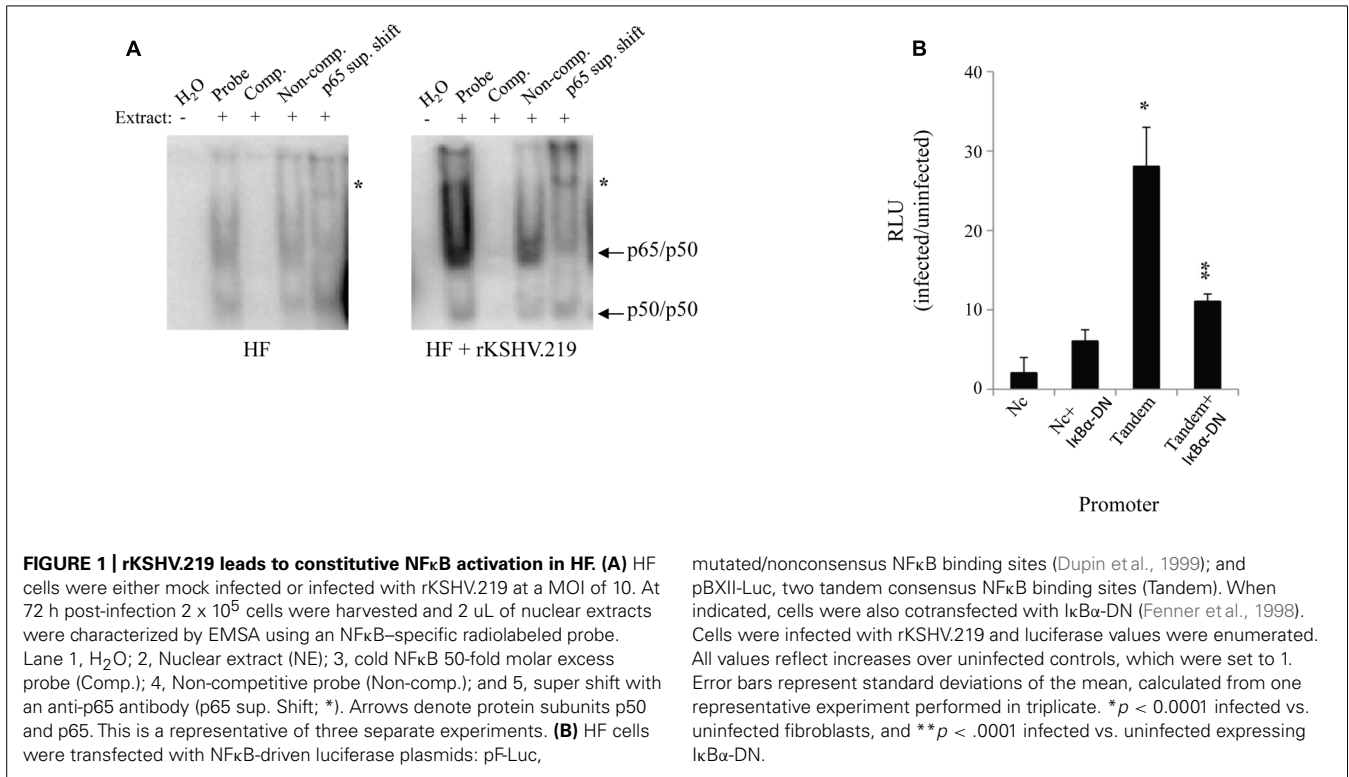 A
H₂O Probe Comp. Non-comp. p65 sup. shift
Extract: - + + + +
*
HF
H₂O Probe Comp. Non-comp. p65 sup. shift
- + + + +
*
p65/p50
p50/p50
HF + rKSHV.219
B
40
30
20
10
0
RLU
(infected/uninfected)
*
**
Nc
Nc+
IκBα-DN
Tandem
Tandem+
IκBα-DN
Promoter
FIGURE 1 | rKSHV.219 leads to constitutive NFκB activation in HF. (A) HF
cells were either mock infected or infected with rKSHV.219 at a MOI of 10. At
72 h post-infection 2 x 10⁵ cells were harvested and 2 uL of nuclear extracts
were characterized by EMSA using an NFκB–specific radiolabeled probe.
Lane 1, H₂O; 2, Nuclear extract (NE); 3, cold NFκB 50-fold molar excess
probe (Comp.); 4, Non-competitive probe (Non-comp.); and 5, super shift with
an anti-p65 antibody (p65 sup. Shift; *). Arrows denote protein subunits p50
and p65. This is a representative of three separate experiments. (B) HF cells
were transfected with NFκB-driven luciferase plasmids: pF-Luc,
mutated/nonconsensus NFκB binding sites (Dupin et al., 1999); and
pBXII-Luc, two tandem consensus NFκB binding sites (Tandem). When
indicated, cells were also cotransfected with IκBα-DN (Fenner et al., 1998).
Cells were infected with rKSHV.219 and luciferase values were enumerated.
All values reflect increases over uninfected controls, which were set to 1.
Error bars represent standard deviations of the mean, calculated from one
representative experiment performed in triplicate. *p < 0.0001 infected vs.
uninfected fibroblasts, and **p < .0001 infected vs. uninfected expressing
IκBα-DN.